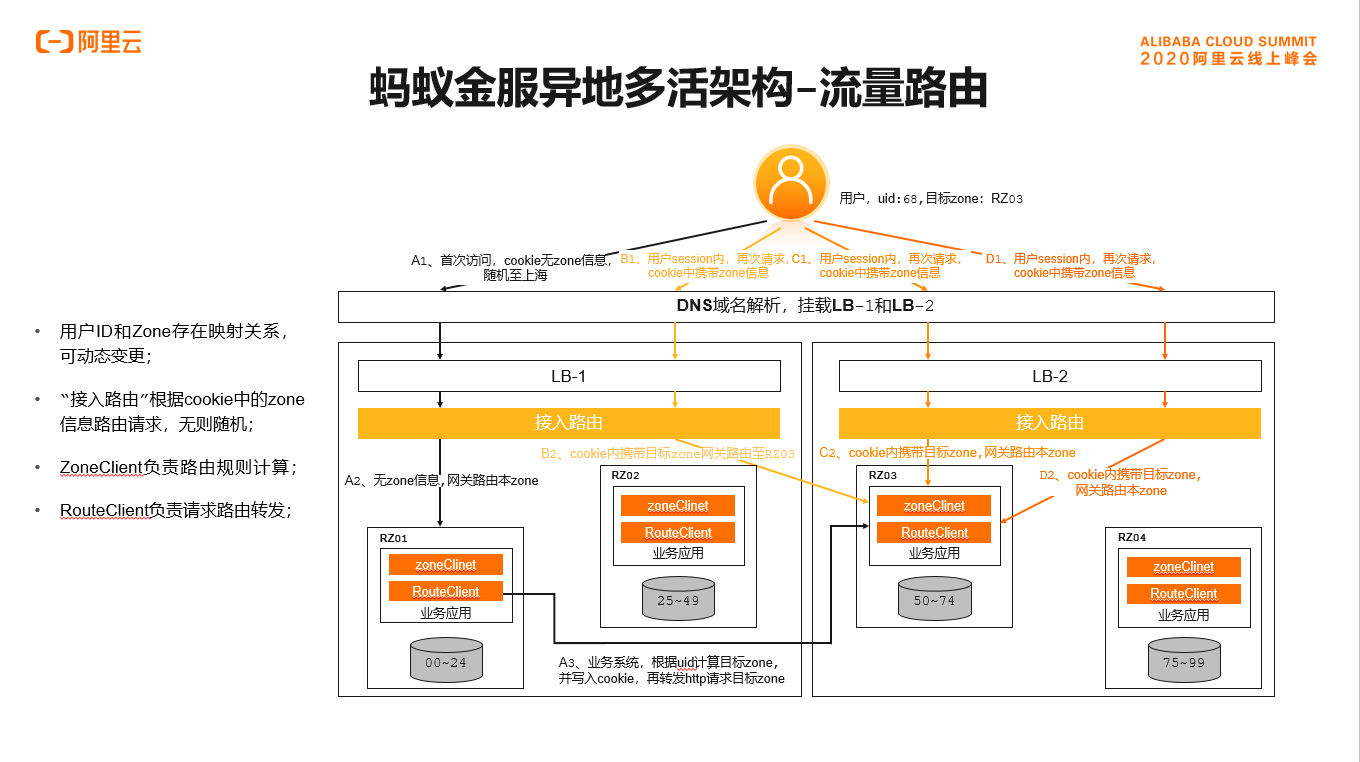 阿里云
ALIBABA CLOUD SUMMIT
2020阿里云线上峰会
蚂蚁金服异地多活架构-流量路由
用户，uid:68,目标zone：RZ03
A1、首次访问，cookie无zone信息，
随机至上海
B1、用户session内，再次请求，
cookie中携带zone信息
C1、用户session内，再次请求，
cookie中携带zone信息
D1、用户session内，再次请求，
cookie中携带zone信息
DNS域名解析，挂载LB-1和LB-2
• 用户ID和Zone存在映射关系，
可动态变更；
• “接入路由”根据cookie中的zone
信息路由请求，无则随机；
• ZoneClient负责路由规则计算；
• RouteClient负责请求路由转发；
LB-1
接入路由
A2、无zone信息,网关路由本zone
B2、cookie内携带目标zone网关路由至RZ03
RZ01
zoneClinet
RouteClient
业务应用
00~24
RZ02
zoneClinet
RouteClient
业务应用
25~49
A3、业务系统，根据uid计算目标zone，
并写入cookie，再转发http请求目标zone
LB-2
接入路由
C2、cookie内携带目标zone,网关路由本zone
D2、cookie内携带目标zone，
网关路由本zone
RZ03
zoneClinet
RouteClient
业务应用
50~74
RZ04
zoneClinet
RouteClient
业务应用
75~99